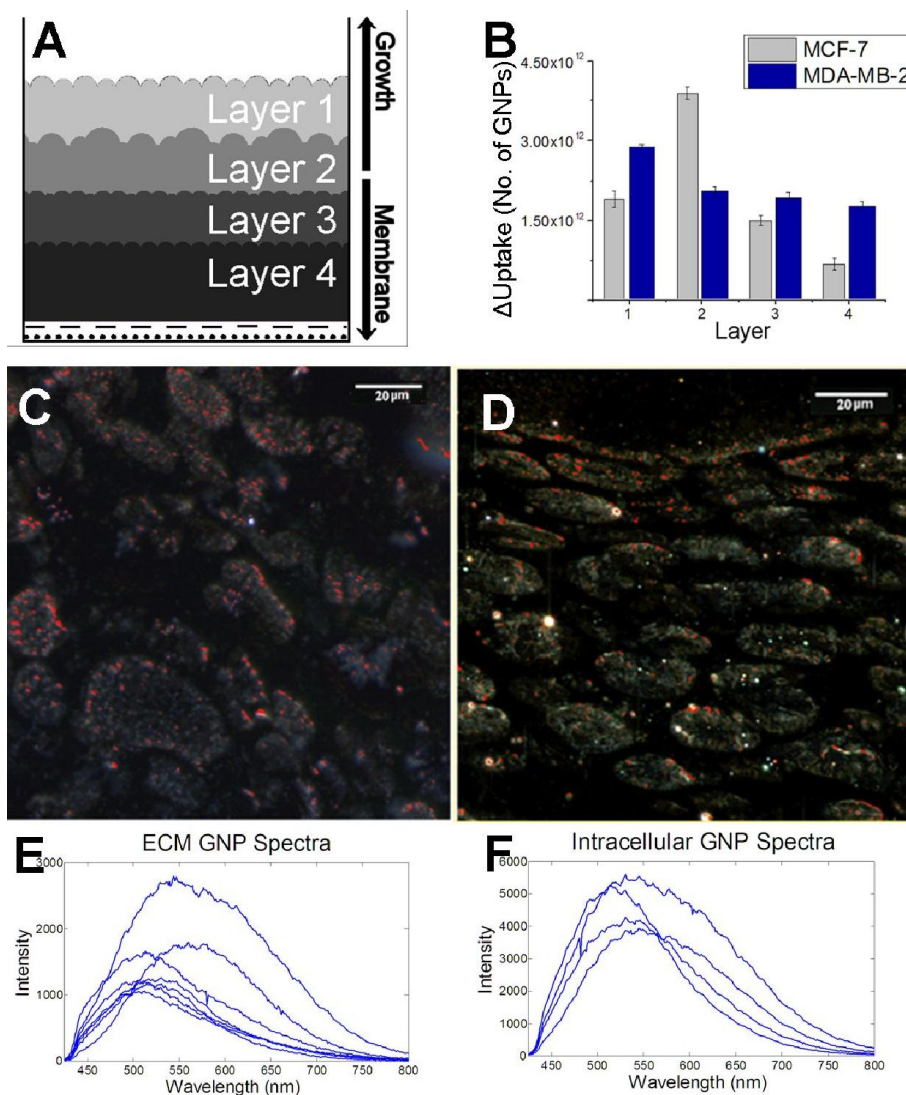 A
Layer 1
Layer 2
Layer 3
Layer 4
Growth
Membrane
B
MCF-7
MDA-MB-2
ΔUptake (No. of GNPs)
4.50x10¹²
3.00x10¹²
1.50x10¹²
1
2
3
4
Layer
C
20 µm
D
20 µm
E
ECM GNP Spectra
3000
2000
1000
0
Intensity
450 500 550 600 650 700 750 800
Wavelength (nm)
F
Intracellular GNP Spectra
6000
5000
4000
3000
2000
1000
0
Intensity
450 500 550 600 650 700 750 800
Wavelength (nm)